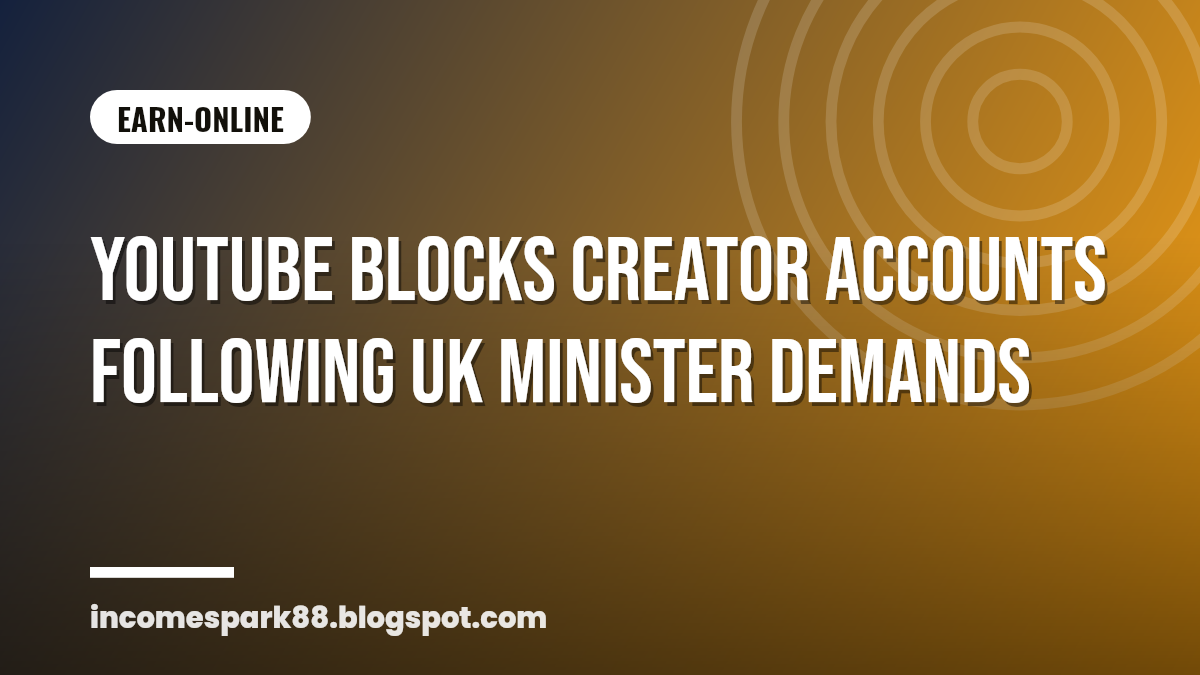 EARN-ONLINE
YOUTUBE BLOCKS CREATOR ACCOUNTS
FOLLOWING UK MINISTER DEMANDS
incomespark88.blogspot.com